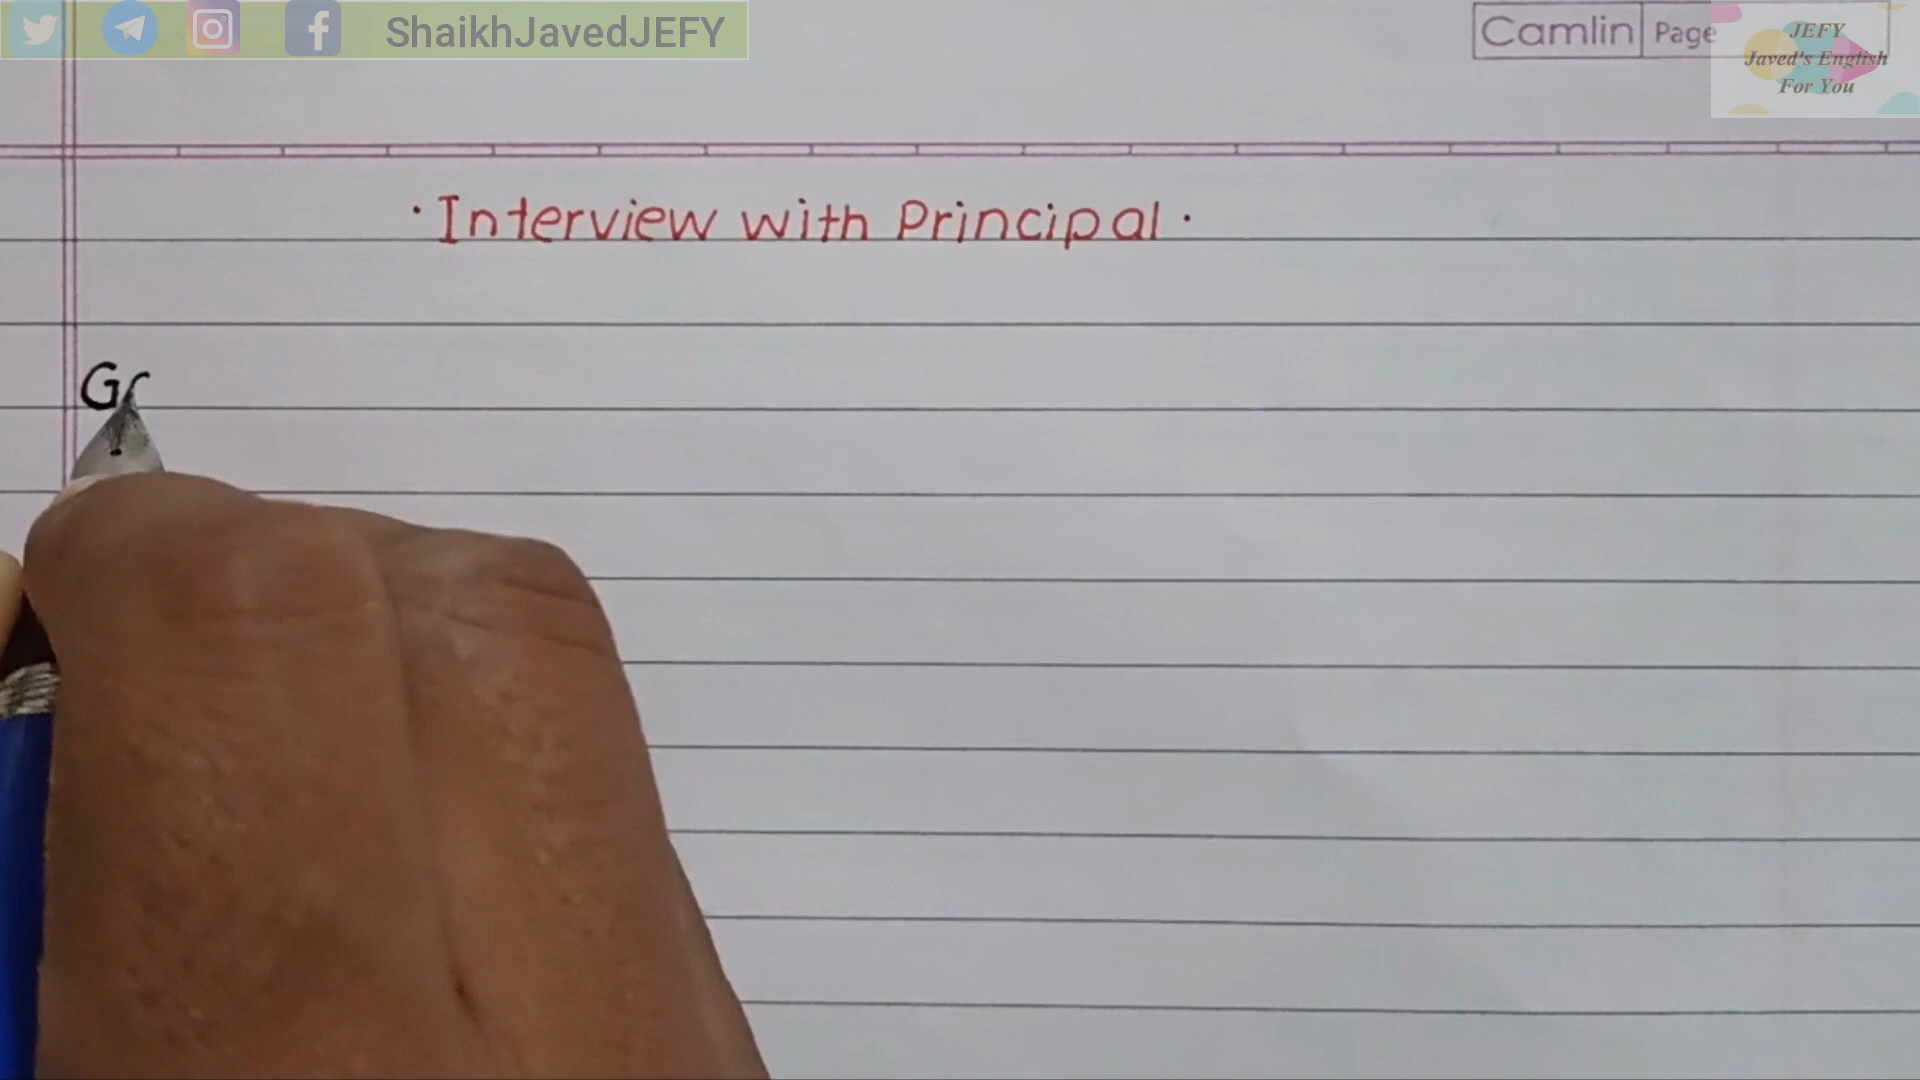 ShaikhJavedJEFY
Camlin Page
JEFY
Javed's English
For You
· Interview with Principal ·
G